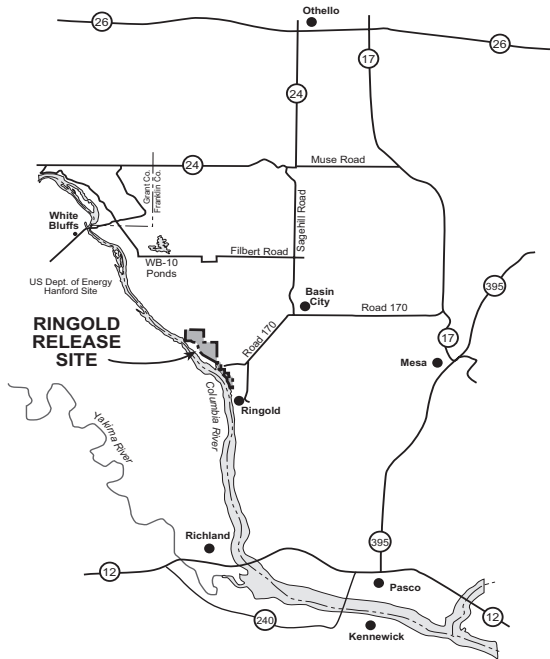 Othello
26
26
17
24
24
Muse Road
Grant Co.
Franklin Co.
Sagehill Road
White
Bluffs
Filbert Road
WB-10
Ponds
US Dept. of Energy
Hanford Site
395
Basin
City
Road 170
RINGOLD
RELEASE
SITE
Road 170
17
Mesa
Ringold
Columbia River
Yakima River
Richland
395
12
Pasco
12
240
Kennewick